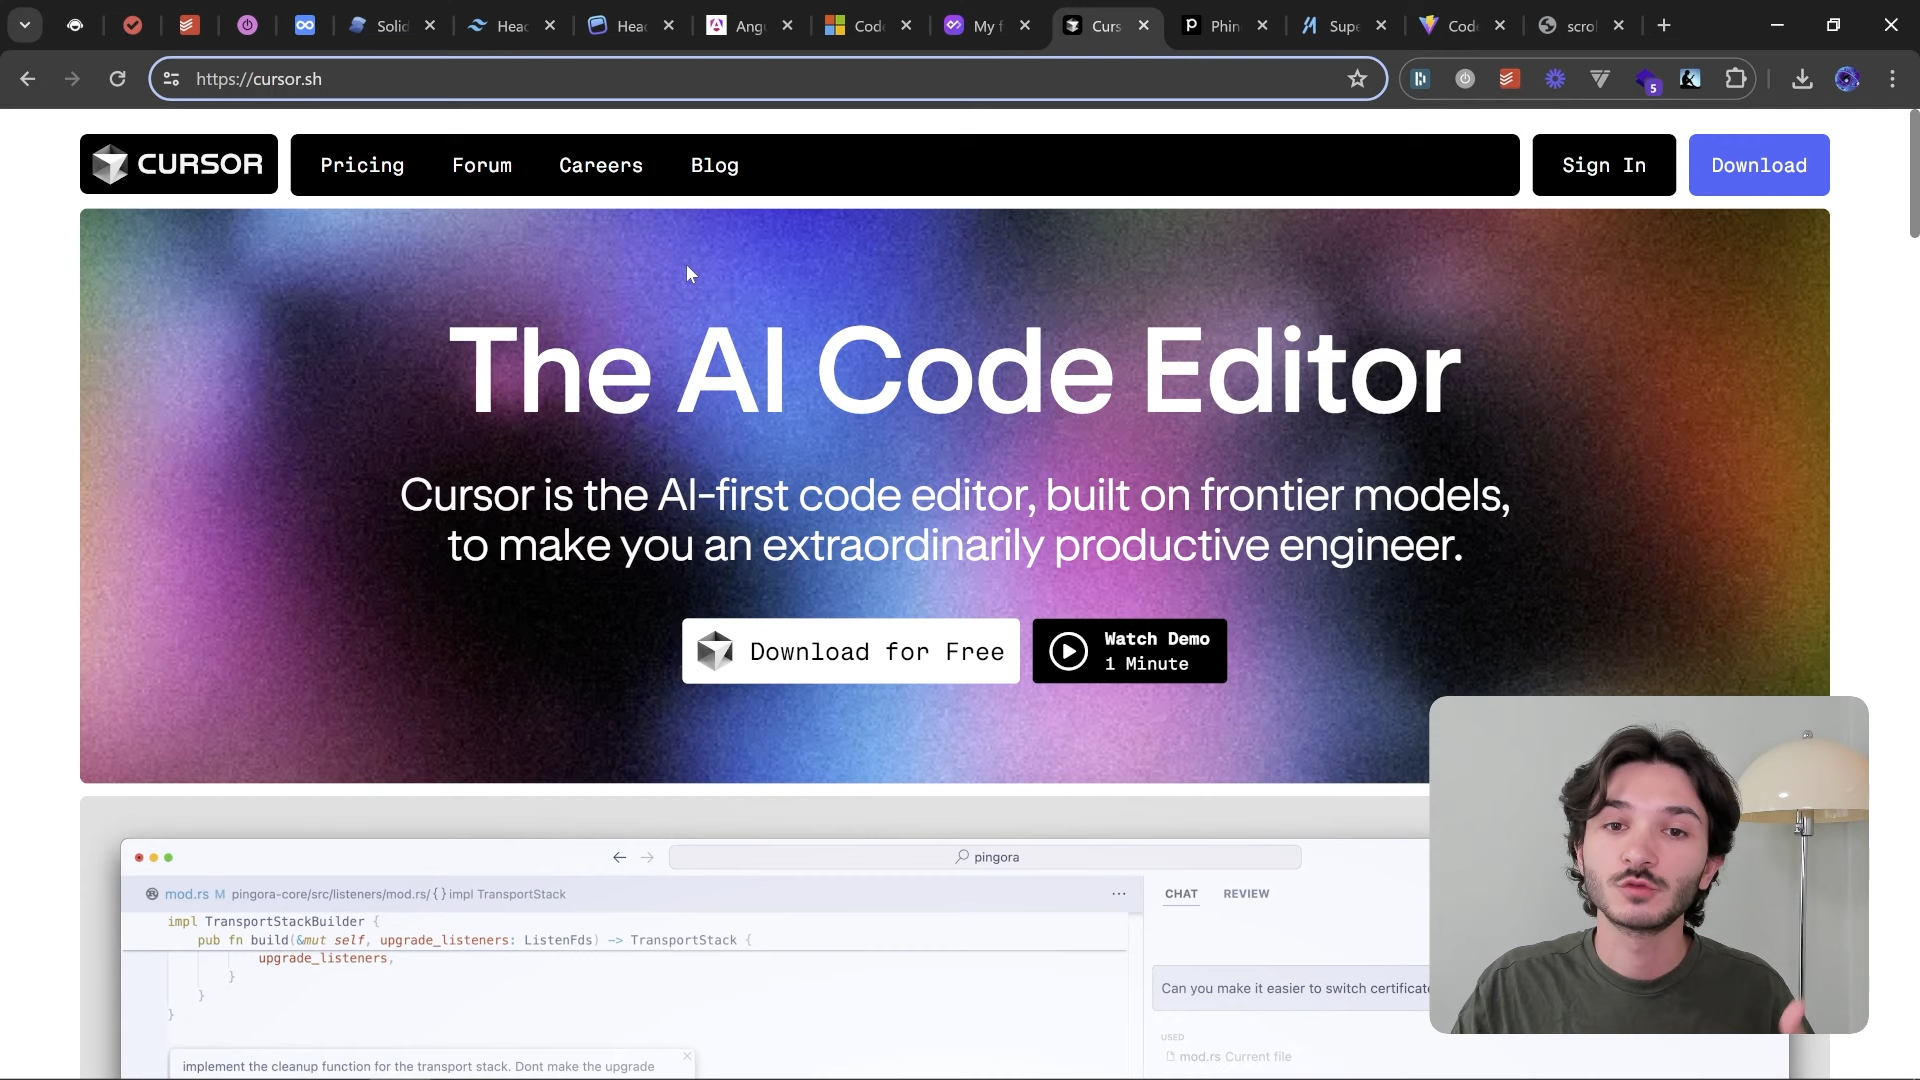 Solid
Head
Head
Ang
Code
My f
Curs
Phin
Supe
Code
scro
https://cursor.sh
5
CURSOR
Pricing
Forum
Careers
Blog
Sign In
Download
The AI Code Editor
Cursor is the AI-first code editor, built on frontier models,
to make you an extraordinarily productive engineer.
Download for Free
Watch Demo
1 Minute
pingora
mod.rs M pingora-core/src/listeners/mod.rs/ { } impl TransportStack
CHAT
REVIEW
impl TransportStackBuilder {
pub fn build(&mut self, upgrade_listeners: ListenFds) -> TransportStack {
upgrade_listeners,
}
}
}
Can you make it easier to switch certificate
USED
mod.rs Current file
implement the cleanup function for the transport stack. Dont make the upgrade